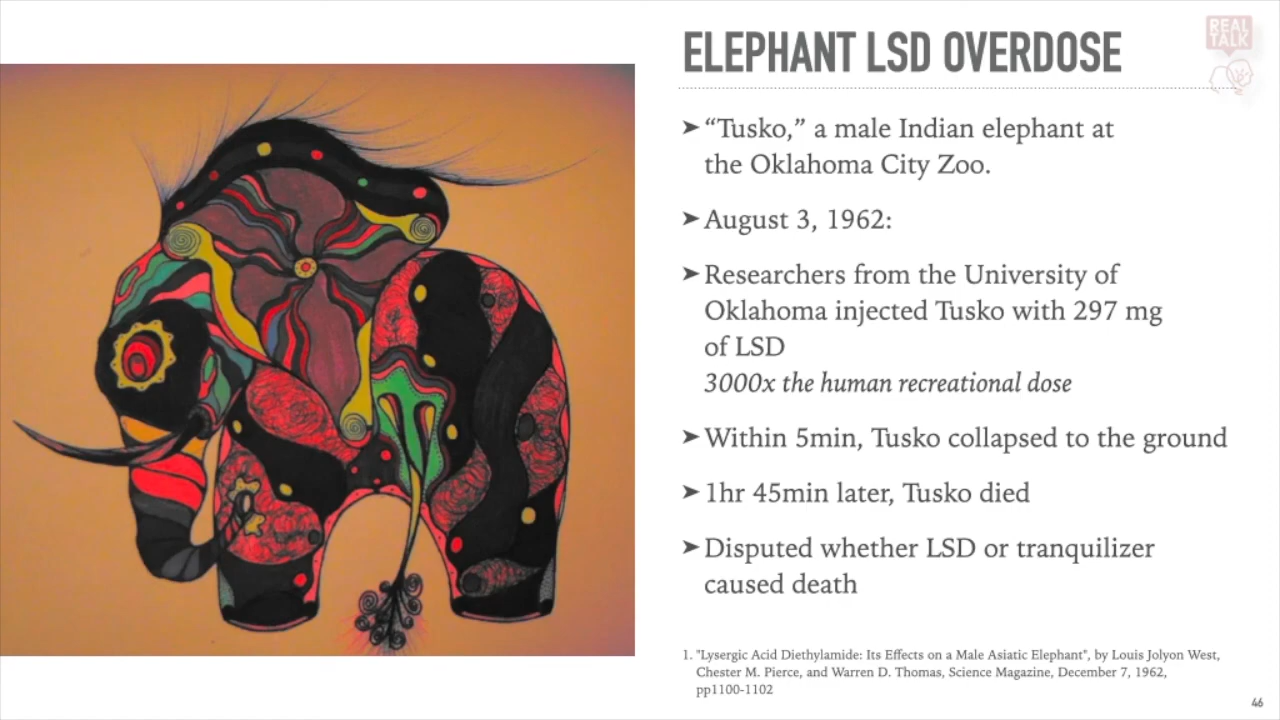 ELEPHANT LSD OVERDOSE
REAL
TALK
➤ “Tusko,” a male Indian elephant at
the Oklahoma City Zoo.
➤ August 3, 1962:
➤ Researchers from the University of
Oklahoma injected Tusko with 297 mg
of LSD
3000x the human recreational dose
➤ Within 5min, Tusko collapsed to the ground
➤ 1hr 45min later, Tusko died
➤ Disputed whether LSD or tranquilizer
caused death
1. "Lysergic Acid Diethylamide: Its Effects on a Male Asiatic Elephant", by Louis Jolyon West,
Chester M. Pierce, and Warren D. Thomas, Science Magazine, December 7, 1962,
pp1100-1102
46